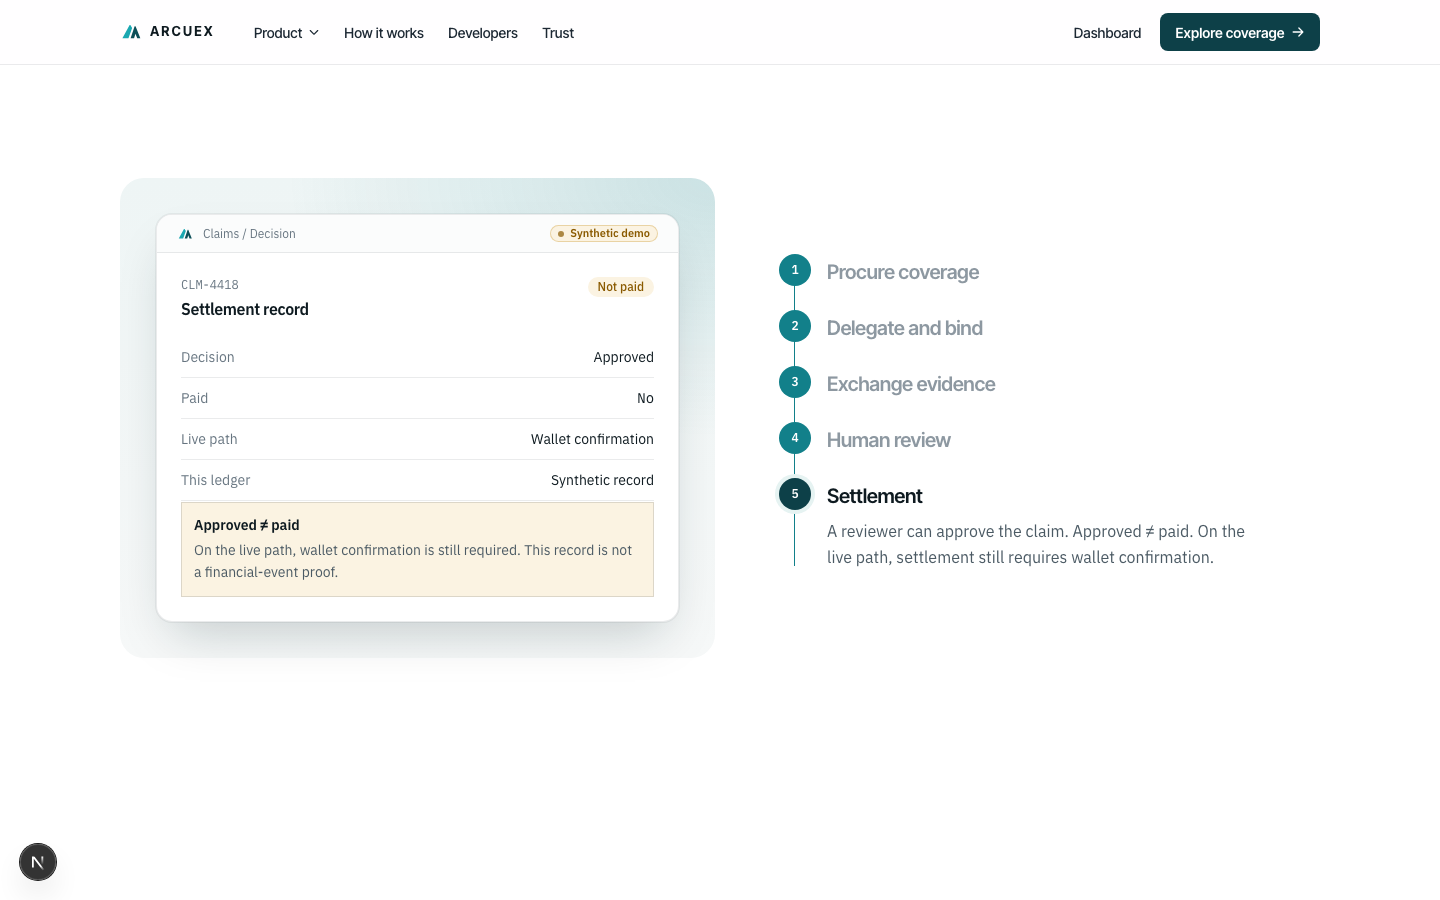 ARCUEX
Product
How it works
Developers
Trust
Dashboard
Explore coverage →
Claims / Decision
Synthetic demo
CLM-4418
Not paid
Settlement record
Decision
Approved
Paid
No
Live path
Wallet confirmation
This ledger
Synthetic record
Approved ≠ paid
On the live path, wallet confirmation is still required. This record is not
a financial-event proof.
1
Procure coverage
2
Delegate and bind
3
Exchange evidence
4
Human review
5
Settlement
A reviewer can approve the claim. Approved ≠ paid. On the
live path, settlement still requires wallet confirmation.
N